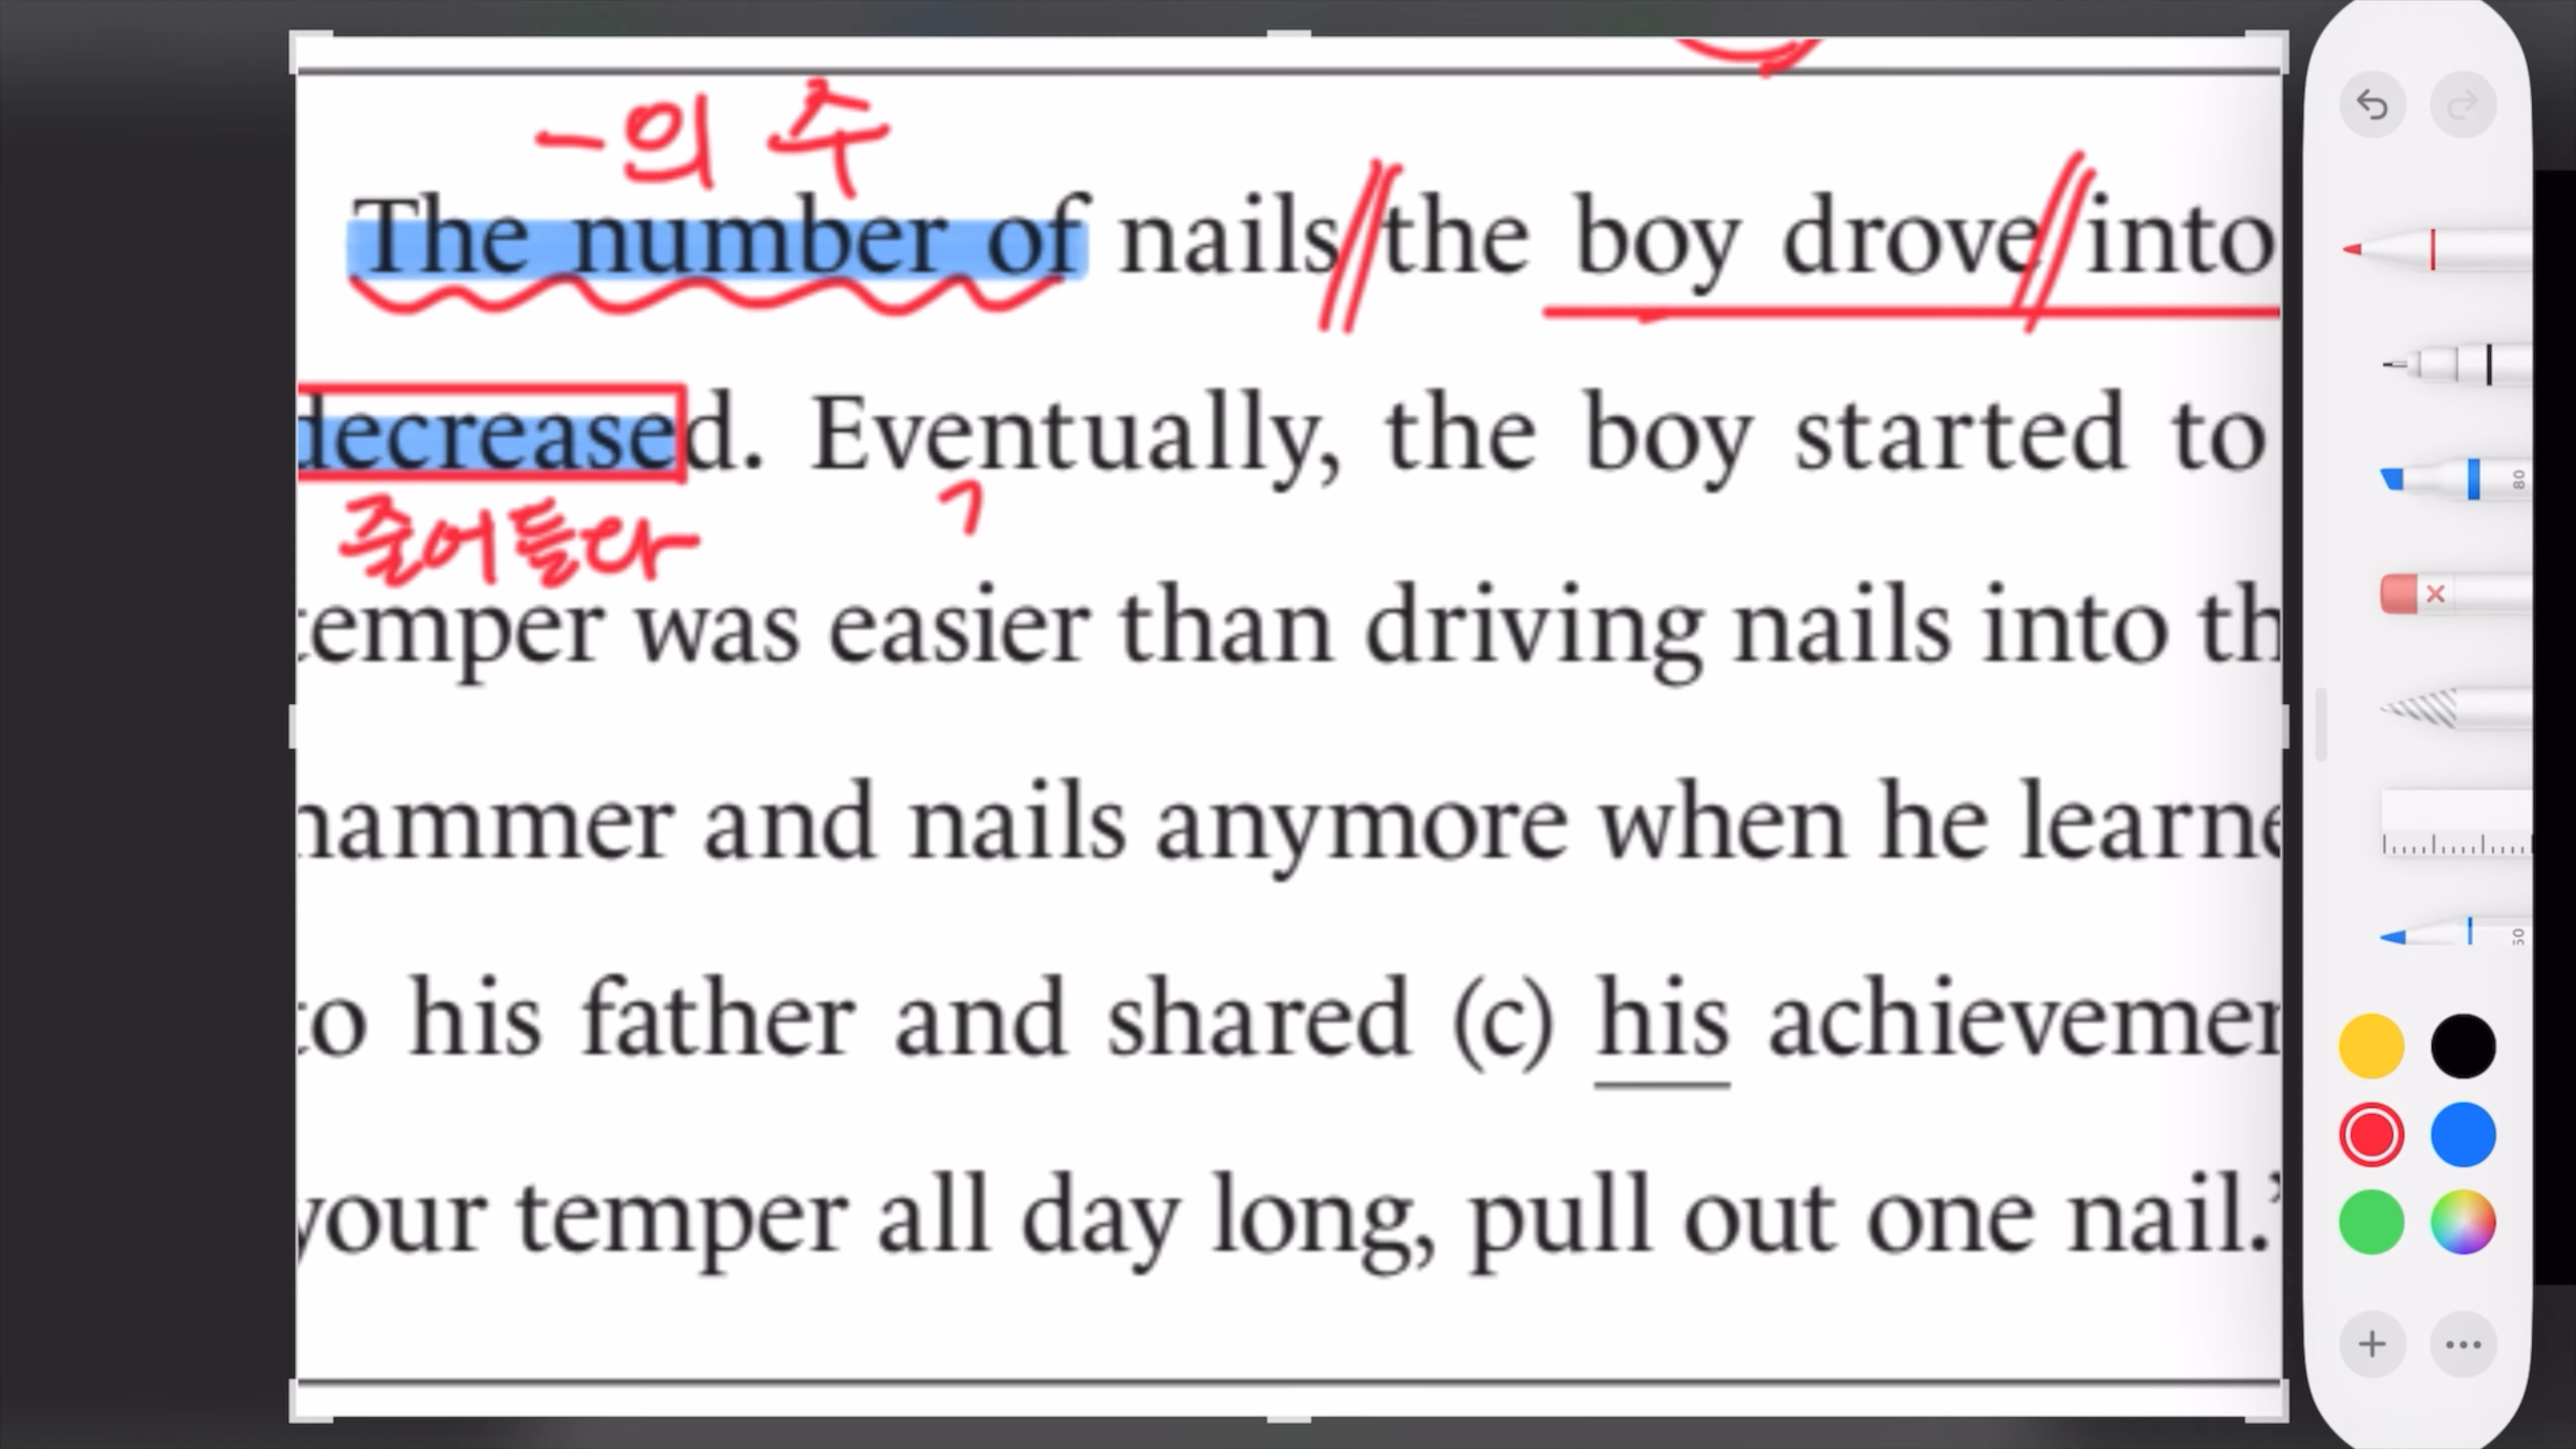 -의 수
The number of nails the boy drove into
decreased. Eventually, the boy started to
줄어들다
temper was easier than driving nails into th
hammer and nails anymore when he learne
to his father and shared (c) his achievemen
your temper all day long, pull out one nail.”
80
50